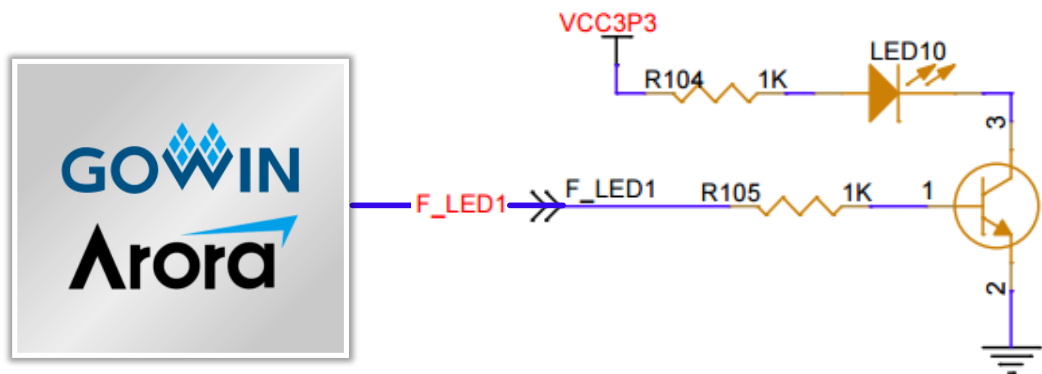 VCC3P3
LED10
R104 1K
3
GOWIN
Arora
F_LED1
F_LED1
R105 1K
1
2